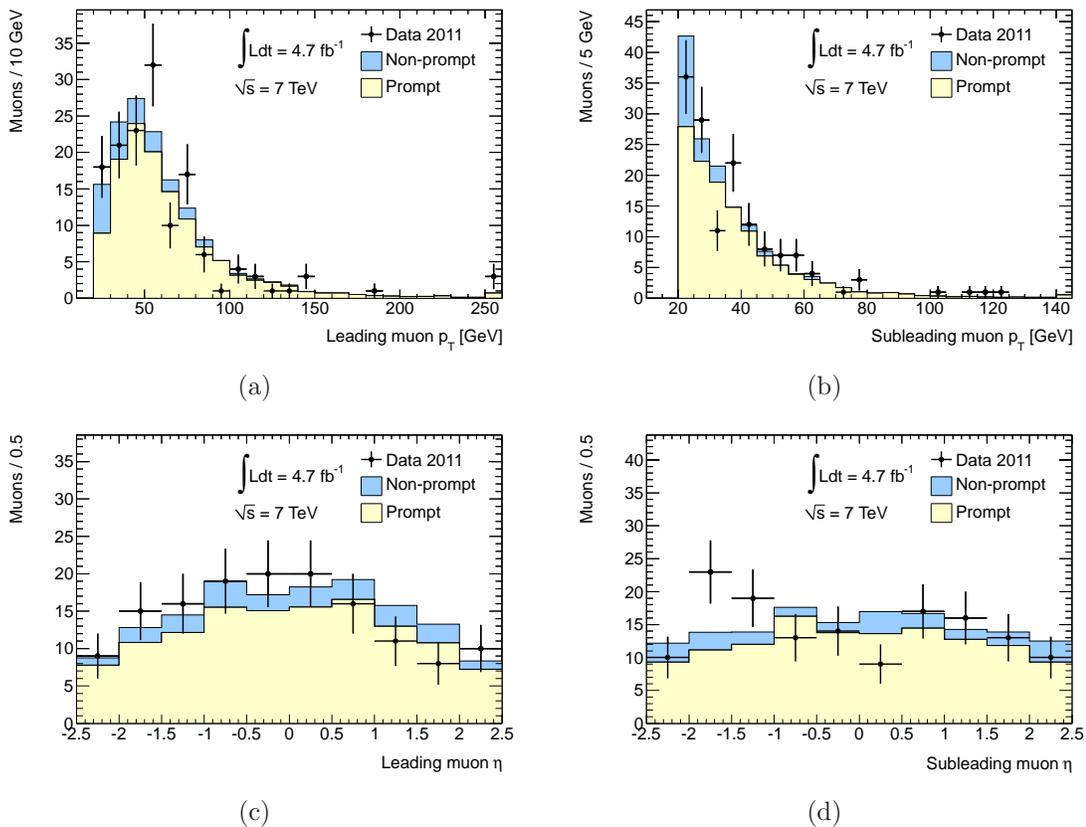 Muons / 10 GeV
35
30
25
20
15
10
5
0
50
100
150
200
250
∫Ldt = 4.7 fb-1
√s = 7 TeV
Data 2011
Non-prompt
Prompt
Leading muon pT [GeV]
(a)
Muons / 5 GeV
45
40
35
30
25
20
15
10
5
0
20
40
60
80
100
120
140
∫Ldt = 4.7 fb-1
√s = 7 TeV
Data 2011
Non-prompt
Prompt
Subleading muon pT [GeV]
(b)
Muons / 0.5
35
30
25
20
15
10
5
0
-2.5 -2 -1.5 -1 -0.5 0 0.5 1 1.5 2 2.5
∫Ldt = 4.7 fb-1
√s = 7 TeV
Data 2011
Non-prompt
Prompt
Leading muon η
(c)
Muons / 0.5
40
35
30
25
20
15
10
5
0
-2.5 -2 -1.5 -1 -0.5 0 0.5 1 1.5 2 2.5
∫Ldt = 4.7 fb-1
√s = 7 TeV
Data 2011
Non-prompt
Prompt
Subleading muon η
(d)